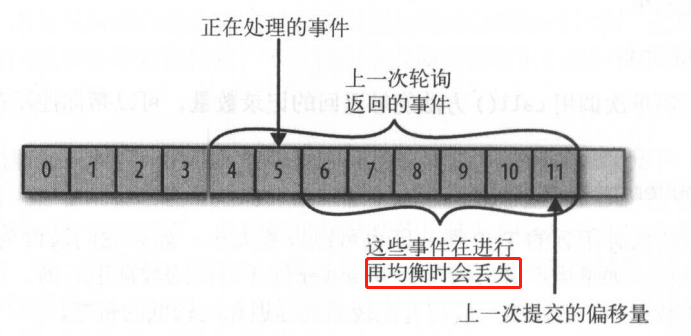 正在处理的事件
上一次轮询
返回的事件
0 1 2 3 4 5 6 7 8 9 10 11
这些事件在进行
再均衡时会丢失
上一次提交的偏移量